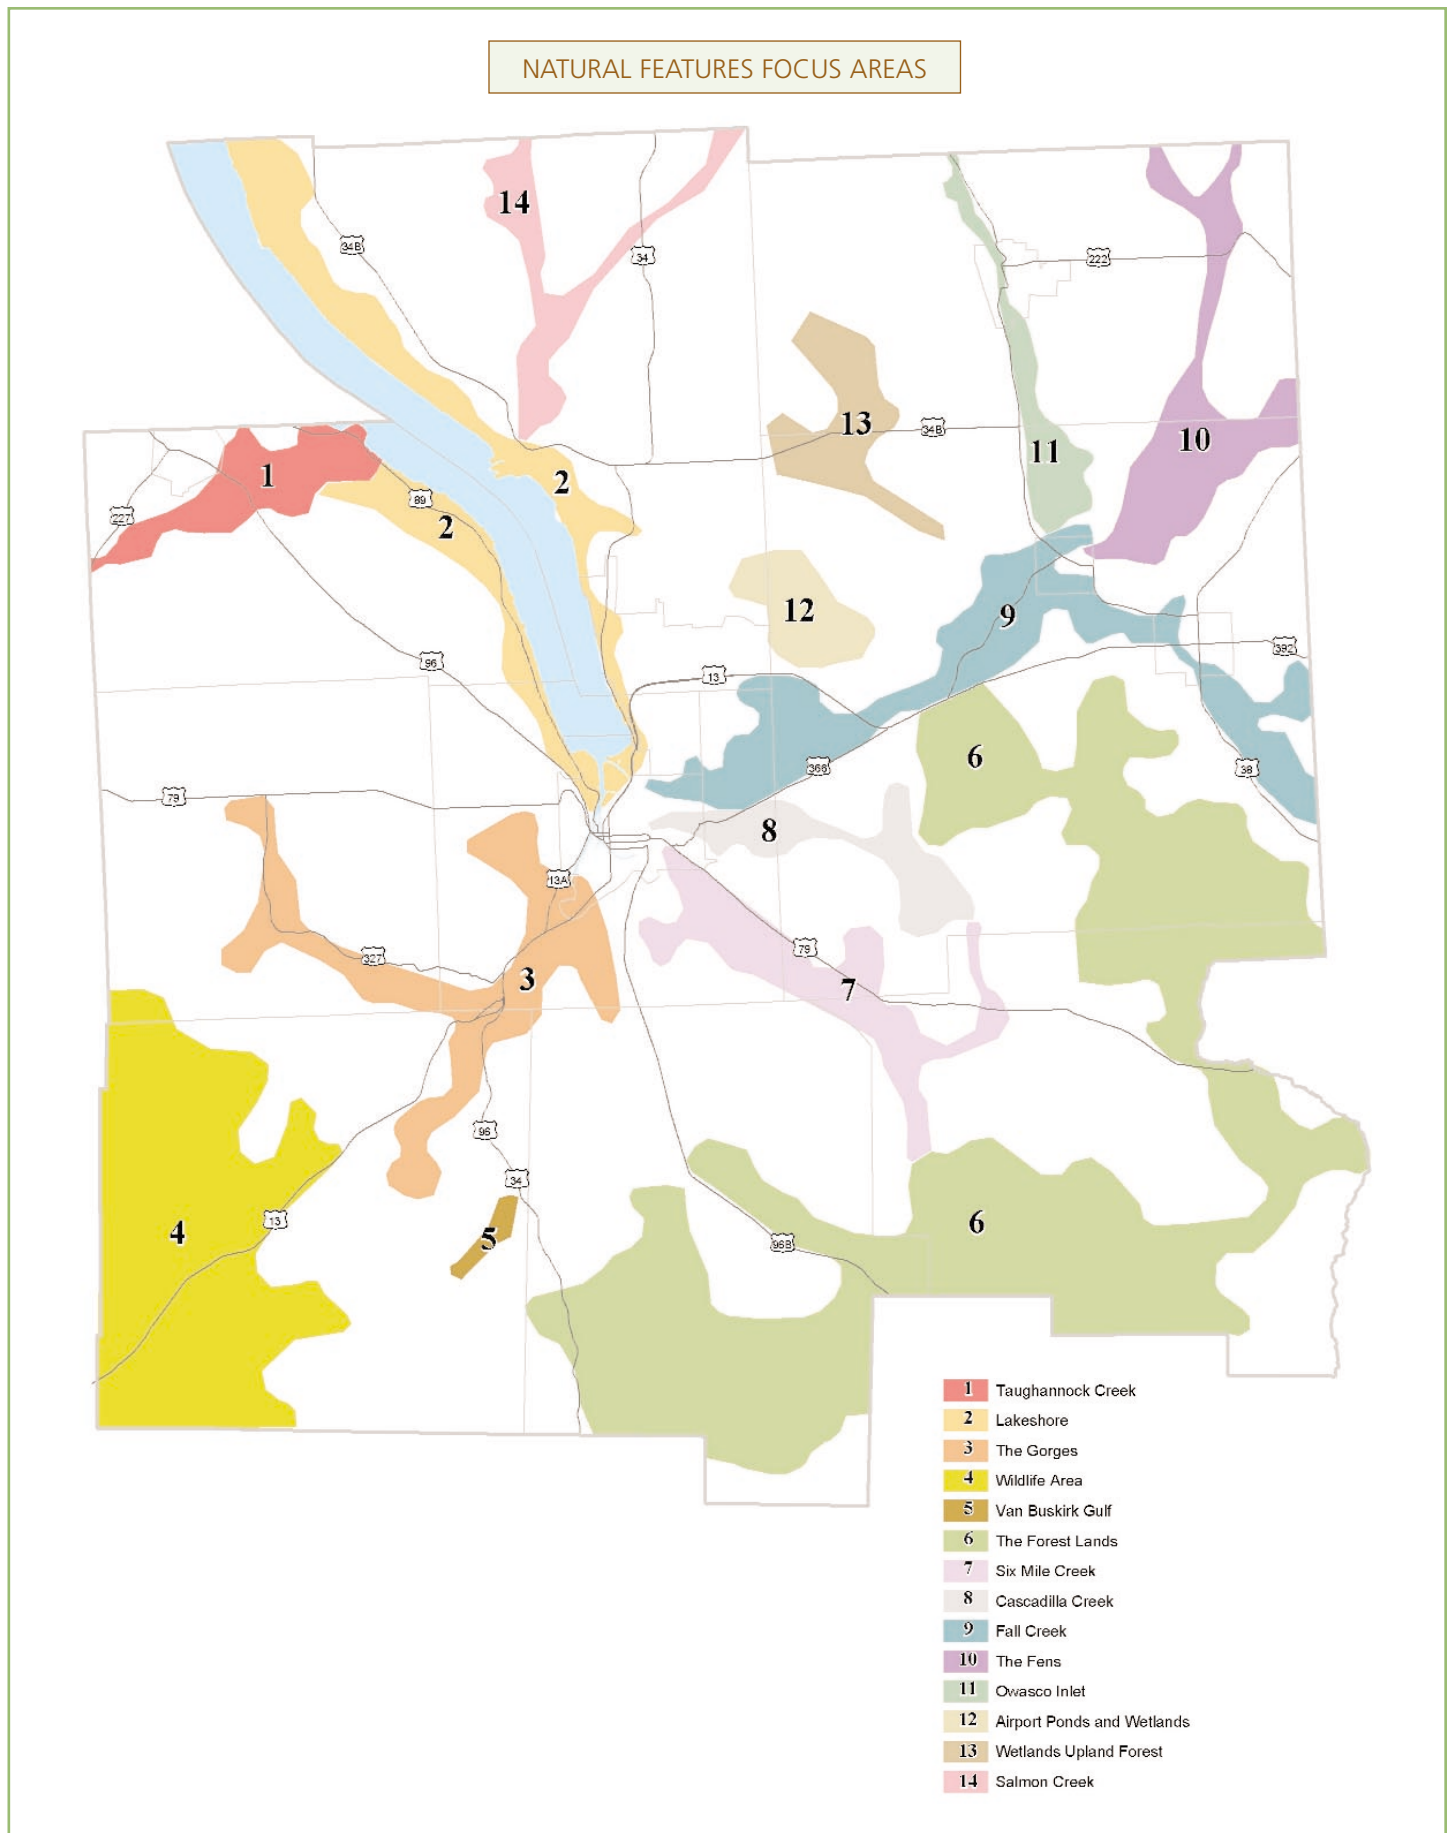 NATURAL FEATURES FOCUS AREAS
14
34B
34
222
13
34B
10
11
1
2
89
2
227
12
9
392
96
13
6
38
366
79
8
13A
79
327
3
7
96
34
4
13
5
6
96B
1 Taughannock Creek
2 Lakeshore
3 The Gorges
4 Wildlife Area
5 Van Buskirk Gulf
6 The Forest Lands
7 Six Mile Creek
8 Cascadilla Creek
9 Fall Creek
10 The Fens
11 Owasco Inlet
12 Airport Ponds and Wetlands
13 Wetlands Upland Forest
14 Salmon Creek